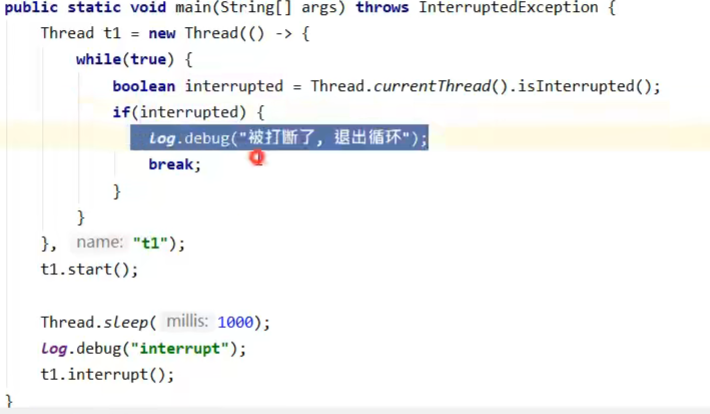 public static void main(String[] args) throws InterruptedException {
Thread t1 = new Thread(() -> {
while(true) {
boolean interrupted = Thread.currentThread().isInterrupted();
if(interrupted) {
log.debug("被打断了, 退出循环");
break;
}
}
}, name: "t1");
t1.start();
Thread.sleep( millis: 1000);
log.debug("interrupt");
t1.interrupt();
}